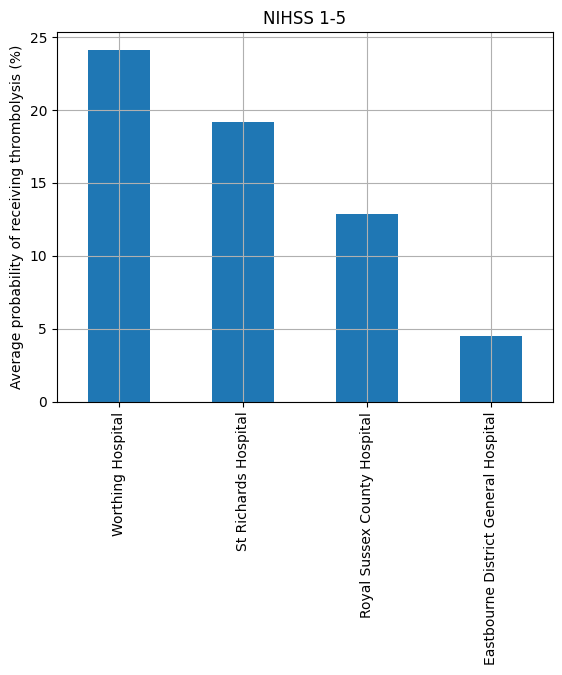 NIHSS 1-5
Average probability of receiving thrombolysis (%)
25
20
15
10
5
0
Worthing Hospital
St Richards Hospital
Royal Sussex County Hospital
Eastbourne District General Hospital